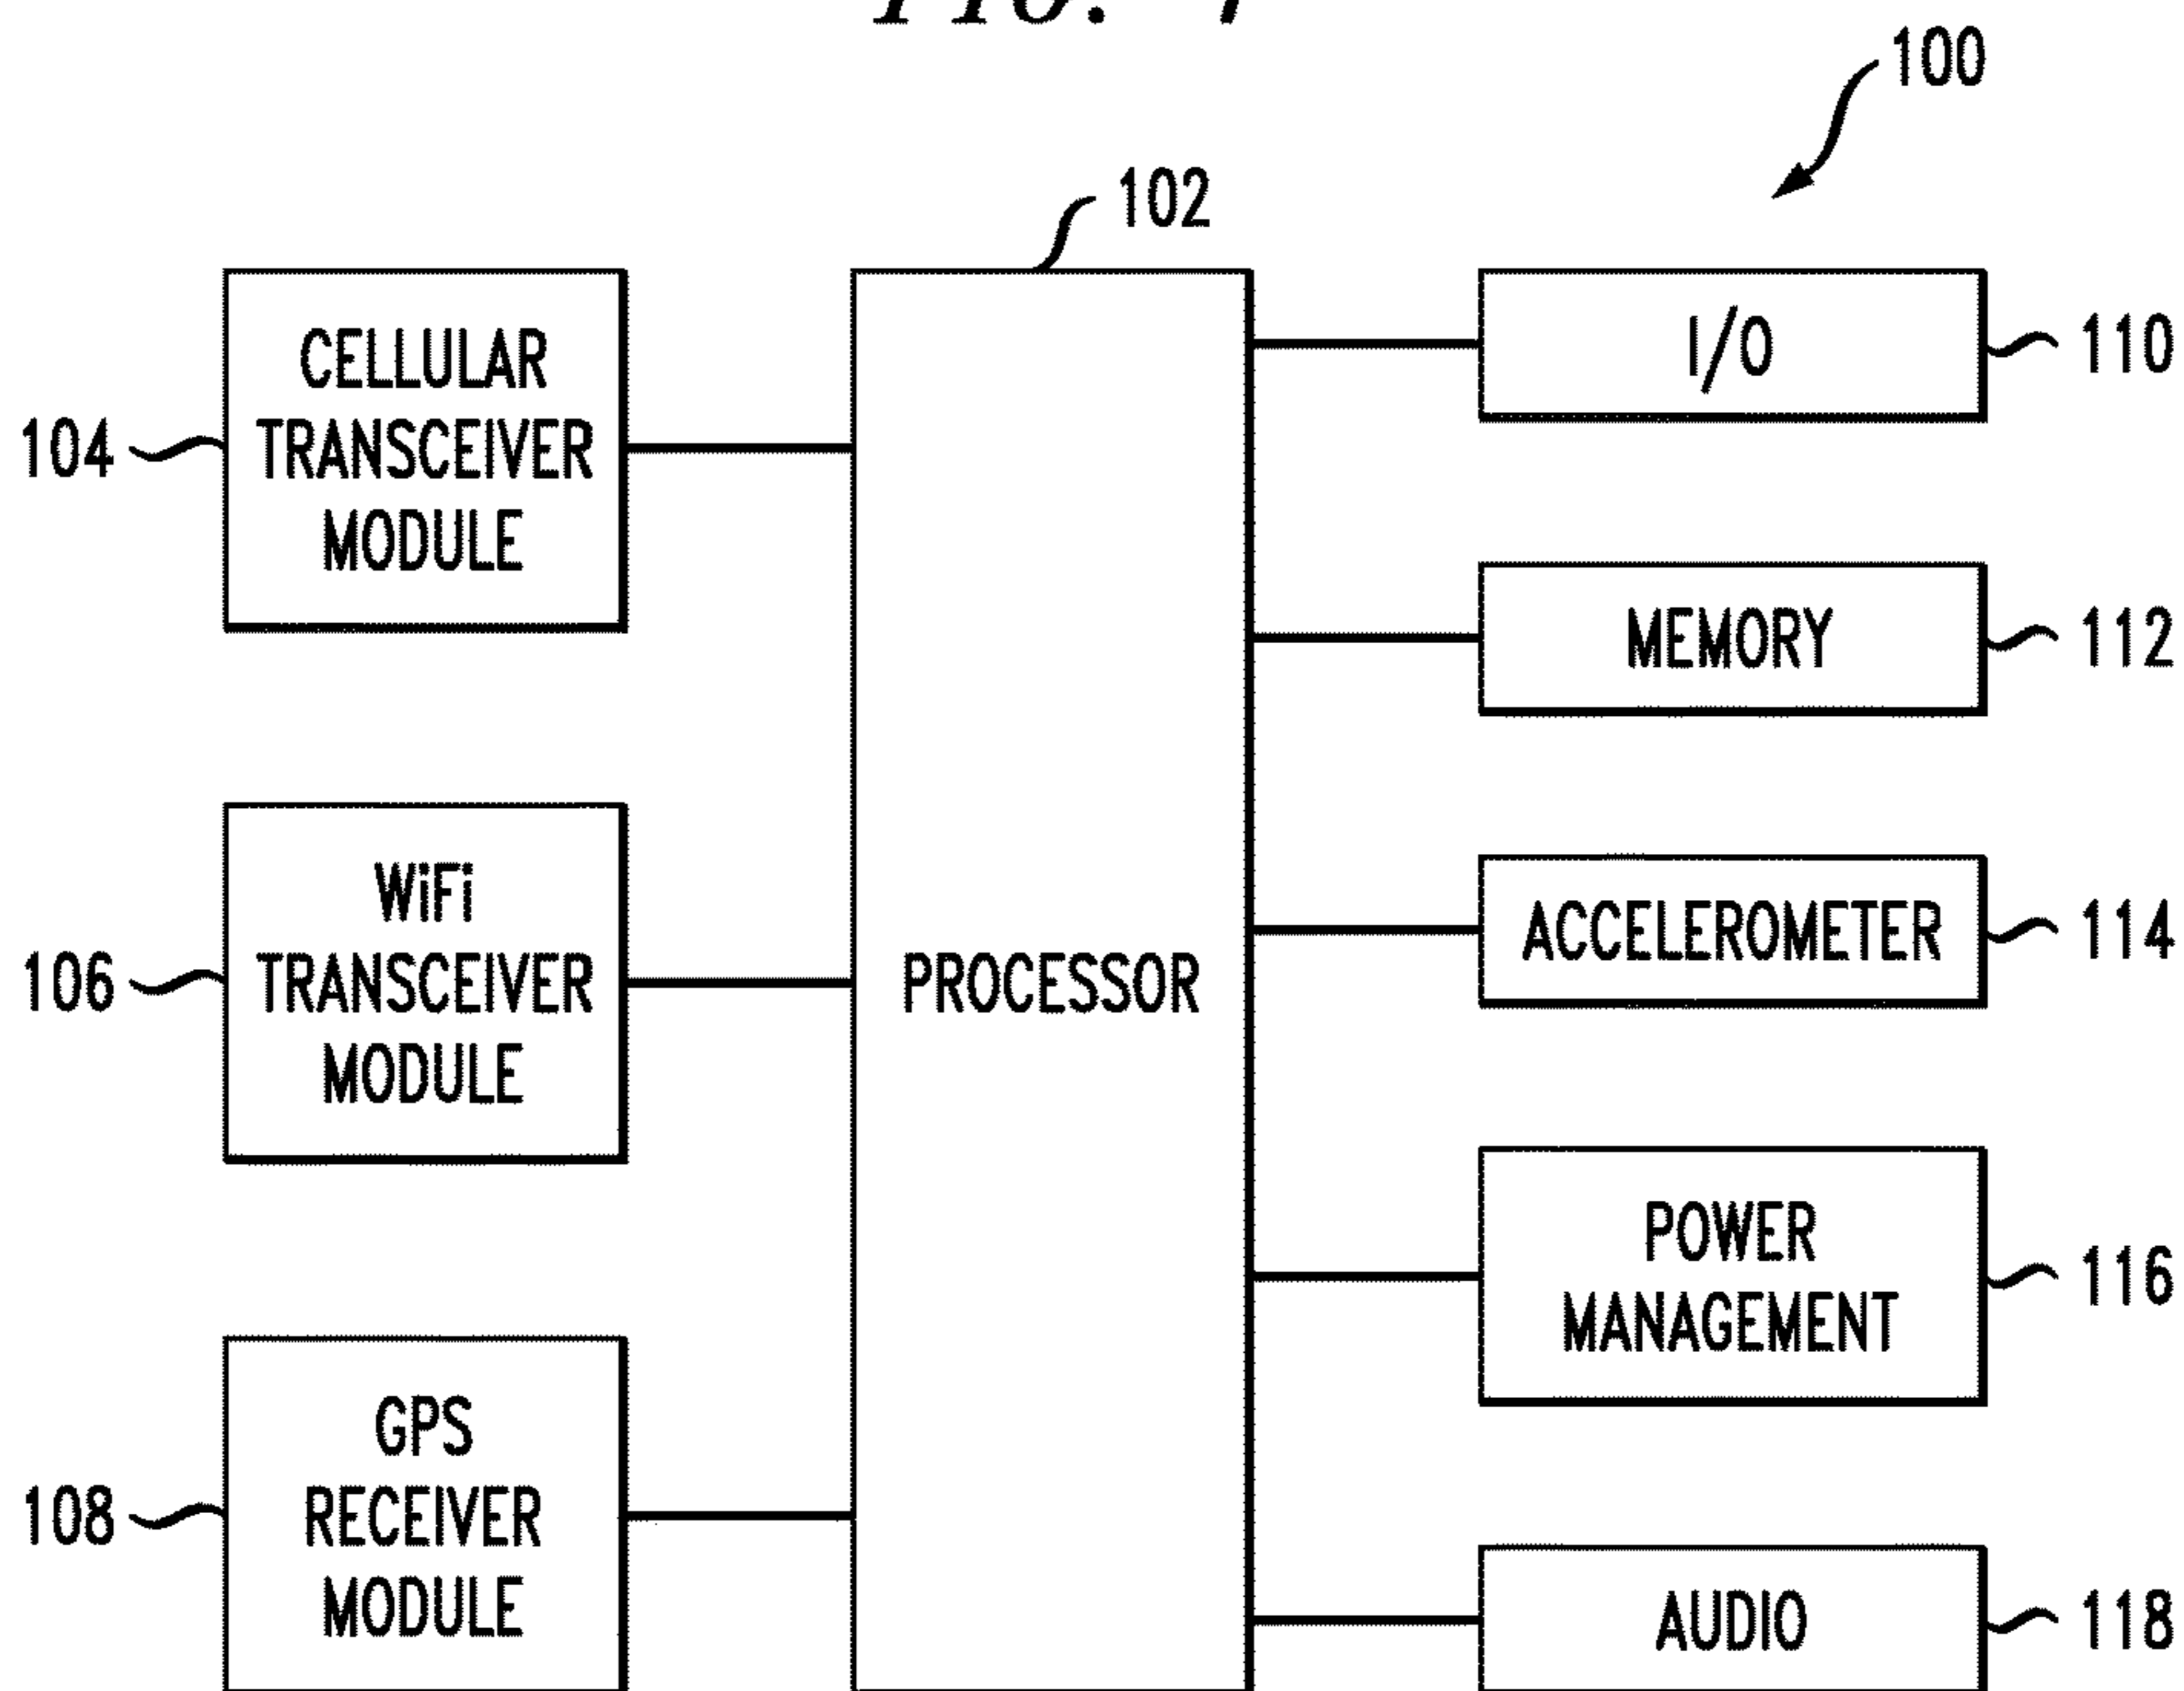 100
102
CELLULAR
TRANSCEIVER
MODULE
104
I/O
110
MEMORY
112
WiFi
TRANSCEIVER
MODULE
106
PROCESSOR
ACCELEROMETER
114
POWER
MANAGEMENT
116
GPS
RECEIVER
MODULE
108
AUDIO
118